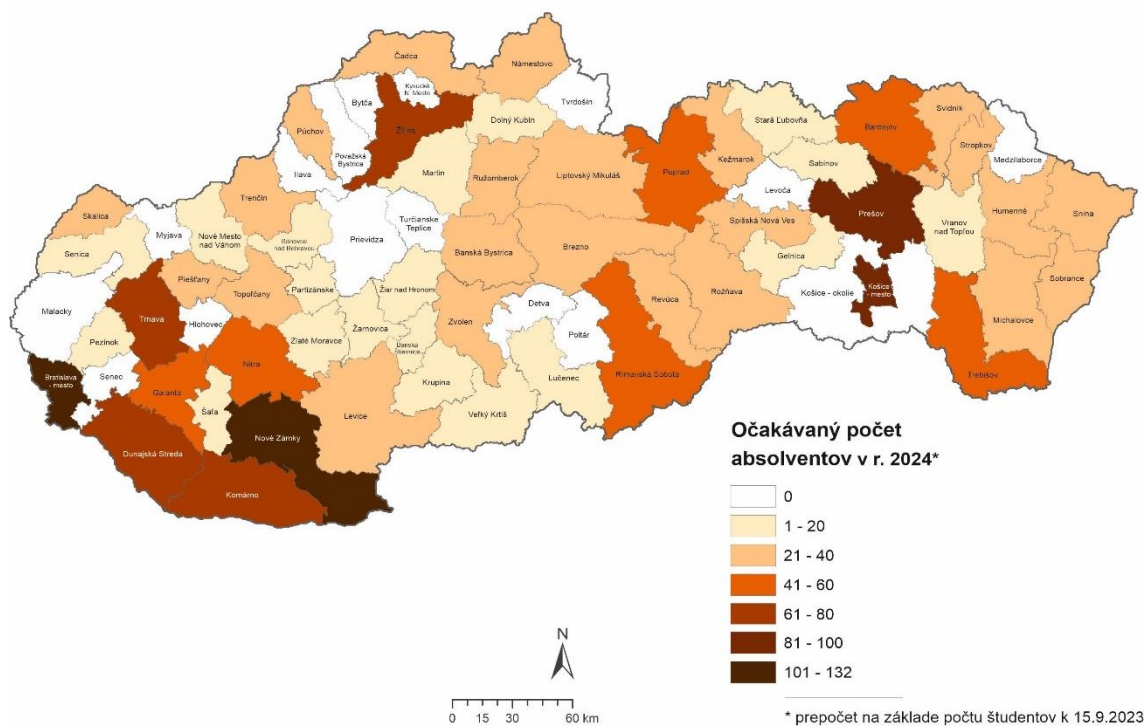 Čadca
Námestovo
Kysucké
N. Mesto
Bytča
Tvrdošín
Žilina
Dolný Kubín
Stará Ľubovňa
Bardejov
Svidník
Stropkov
Medzilaborce
Púchov
Považská
Bystrica
Ilava
Martin
Ružomberok
Liptovský Mikuláš
Poprad
Kežmarok
Sabinov
Levoča
Prešov
Humenné
Snina
Trenčín
Skalica
Turčianske
Teplice
Prievidza
Spišská Nová Ves
Vranov
nad Topľou
Myjava
Nové Mesto
nad Váhom
Bánovce
nad Bebravou
Banská Bystrica
Brezno
Gelnica
Senica
Sobrance
Piešťany
Topoľčany
Partizánske
Žiar nad Hronom
Košice - okolie
Košice
- mesto
Malacky
Trnava
Hlohovec
Rožňava
Revúca
Detva
Zvolen
Poltár
Michalovce
Žarnovica
Zlaté Moravce
Banská
Štiavnica
Pezinok
Nitra
Senec
Bratislava
- mesto
Galanta
Krupina
Lučenec
Rimavská Sobota
Trebišov
Šaľa
Levice
Veľký Krtíš
Nové Zámky
Dunajská Streda
Komárno
Očakávaný počet
absolventov v r. 2024*
0
1 - 20
21 - 40
41 - 60
61 - 80
81 - 100
101 - 132
N
0 15 30 60 km
* prepočet na základe počtu študentov k 15.9.2023